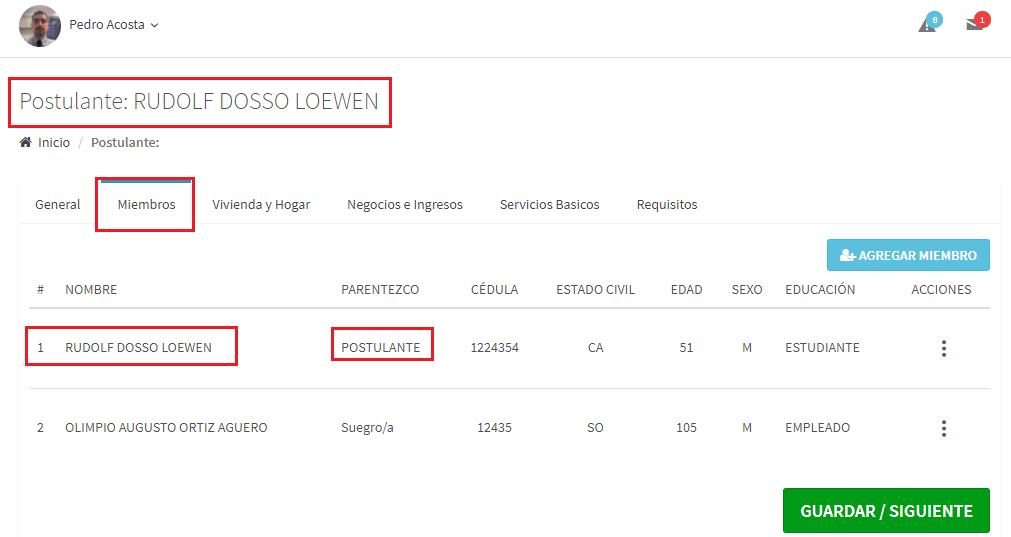 Pedro Acosta
6
1
Postulante: RUDOLF DOSSO LOEWEN
Inicio / Postulante:
General Miembros Vivienda y Hogar Negocios e Ingresos Servicios Basicos Requisitos
AGREGAR MIEMBRO
# NOMBRE PARENTEZCO CÉDULA ESTADO CIVIL EDAD SEXO EDUCACIÓN ACCIONES
1 RUDOLF DOSSO LOEWEN POSTULANTE 1224354 CA 51 M ESTUDIANTE
2 OLIMPIO AUGUSTO ORTIZ AGUERO Suegro/a 12435 SO 105 M EMPLEADO
GUARDAR / SIGUIENTE